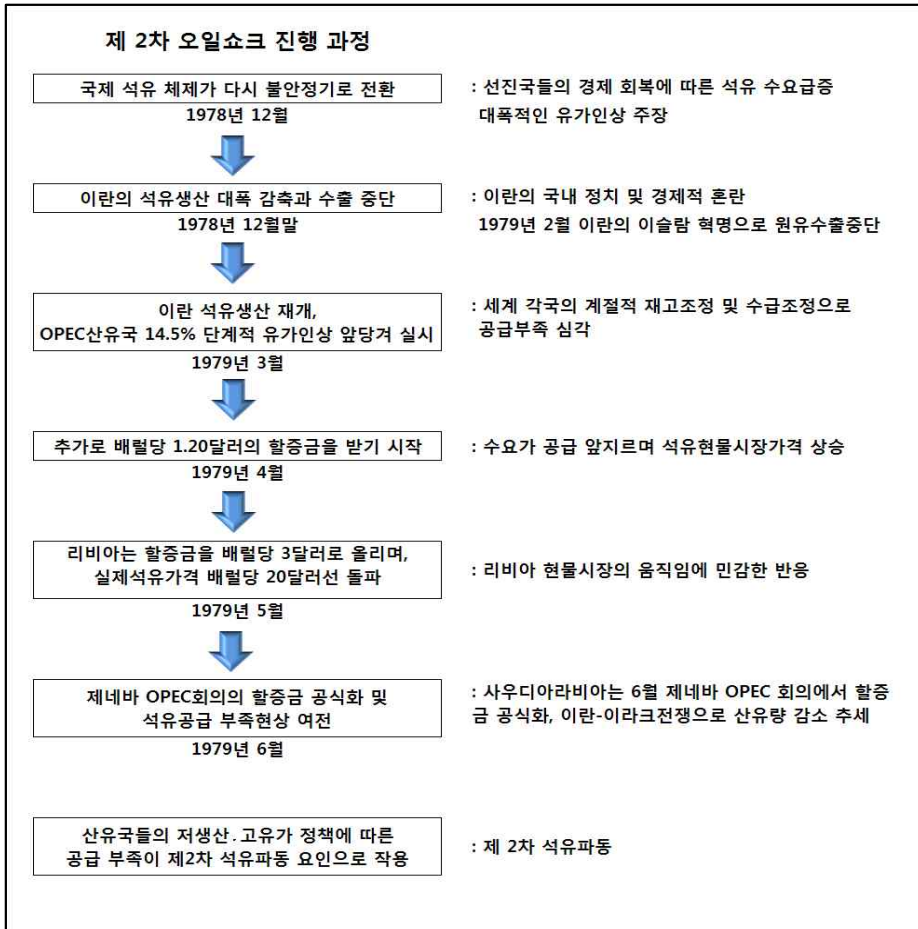 제 2차 오일쇼크 진행 과정
국제 석유 체제가 다시 불안정기로 전환
1978년 12월
: 선진국들의 경제 회복에 따른 석유 수요급증
대폭적인 유가인상 주장
이란의 석유생산 대폭 감축과 수출 중단
1978년 12월말
: 이란의 국내 정치 및 경제적 혼란
1979년 2월 이란의 이슬람 혁명으로 원유수출중단
이란 석유생산 재개,
OPEC산유국 14.5% 단계적 유가인상 앞당겨 실시
1979년 3월
: 세계 각국의 계절적 재고조정 및 수급조정으로
공급부족 심각
추가로 배럴당 1.20달러의 할증금을 받기 시작
1979년 4월
: 수요가 공급 앞지르며 석유현물시장가격 상승
리비아는 할증금을 배럴당 3달러로 올리며,
실제석유가격 배럴당 20달러선 돌파
1979년 5월
: 리비아 현물시장의 움직임에 민감한 반응
제네바 OPEC회의의 할증금 공식화 및
석유공급 부족현상 여전
1979년 6월
: 사우디아라비아는 6월 제네바 OPEC 회의에서 할증
금 공식화, 이란-이라크전쟁으로 산유량 감소 추세
산유국들의 저생산.고유가 정책에 따른
공급 부족이 제2차 석유파동 요인으로 작용
: 제 2차 석유파동